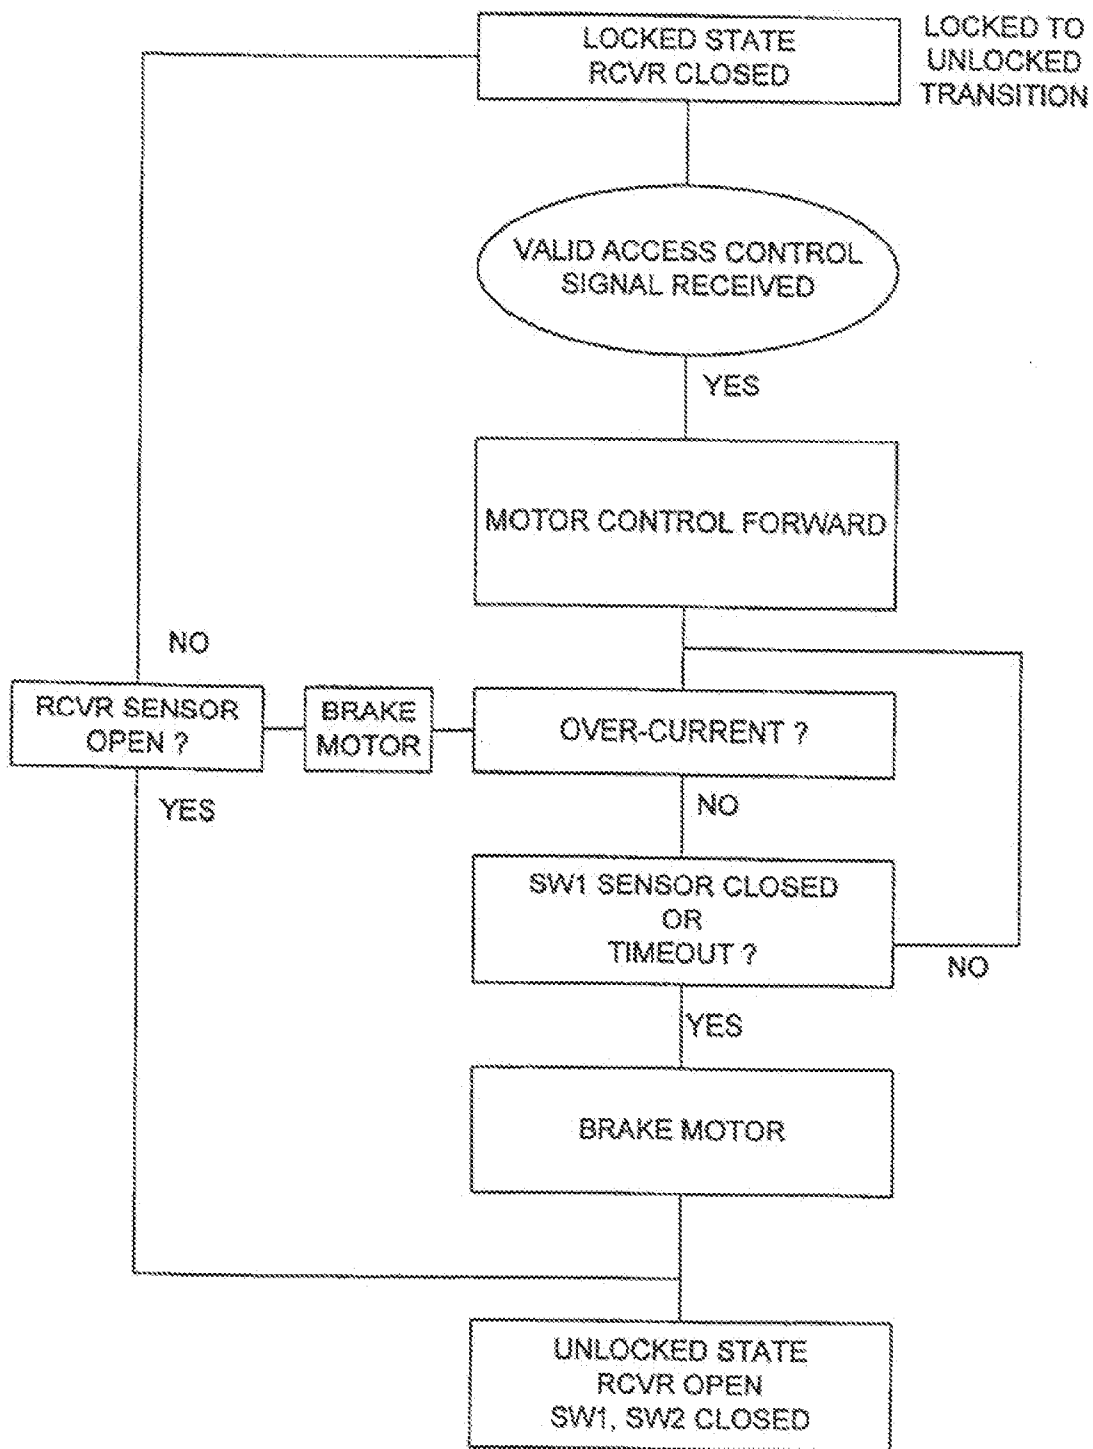 LOCKED STATE
RCVR CLOSED
LOCKED TO
UNLOCKED
TRANSITION
VALID ACCESS CONTROL
SIGNAL RECEIVED
YES
MOTOR CONTROL FORWARD
NO
RCVR SENSOR
OPEN ?
BRAKE
MOTOR
OVER-CURRENT ?
YES
NO
SW1 SENSOR CLOSED
OR
TIMEOUT ?
NO
YES
BRAKE MOTOR
UNLOCKED STATE
RCVR OPEN
SW1, SW2 CLOSED